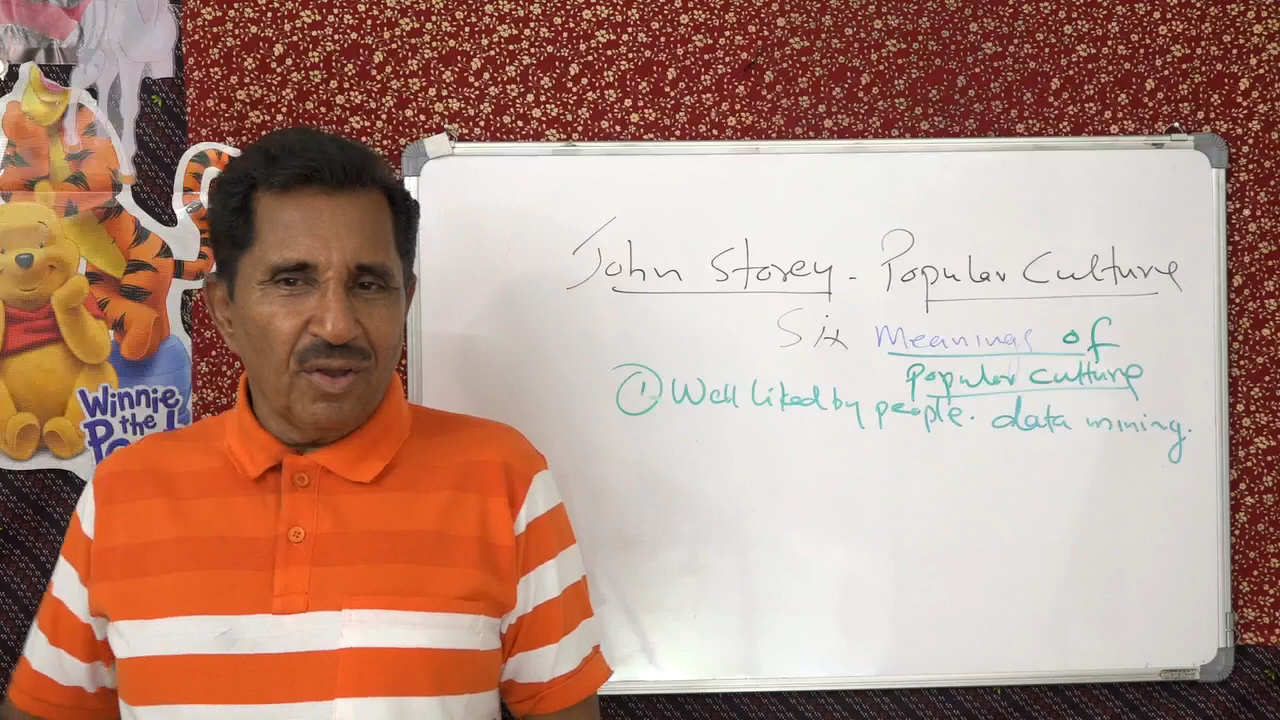 Winnie
the
John Storey - Popular Culture
Six Meanings of
Popular culture
① Well liked by people. data mining.